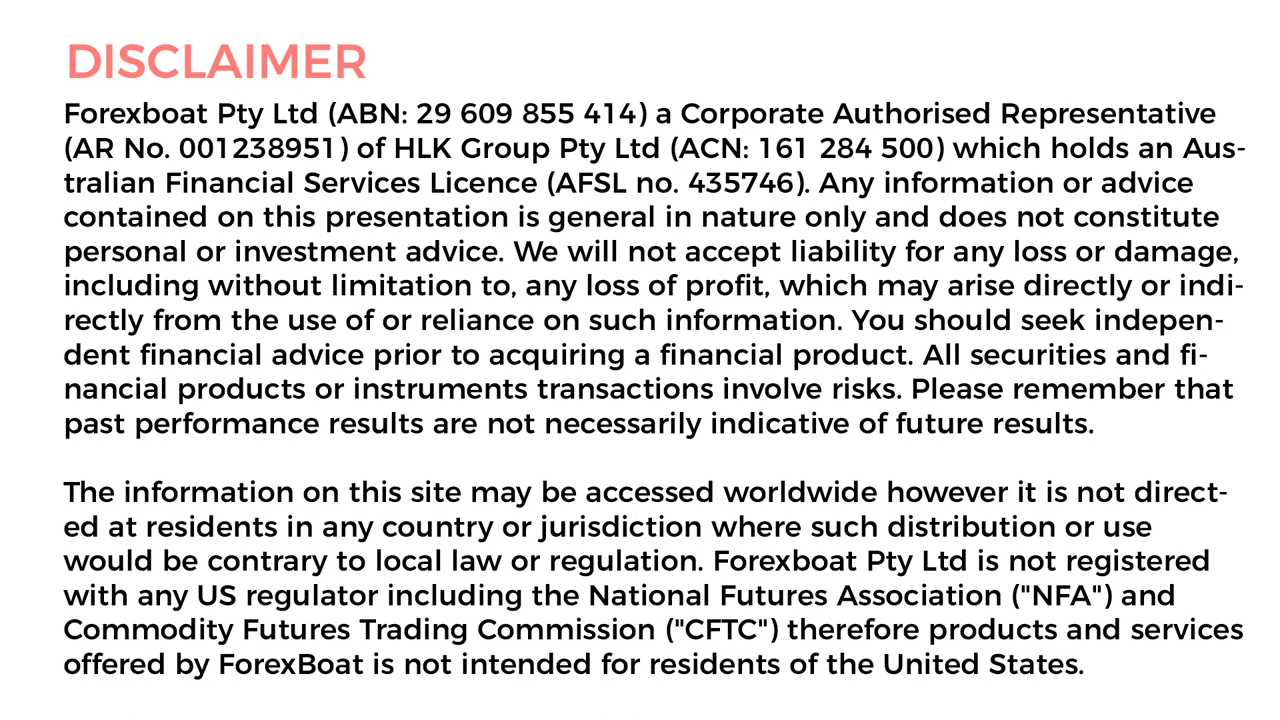 DISCLAIMER
Forexboat Pty Ltd (ABN: 29 609 855 414) a Corporate Authorised Representative
(AR No. 001238951) of HLK Group Pty Ltd (ACN: 161 284 500) which holds an Aus-
tralian Financial Services Licence (AFSL no. 435746). Any information or advice
contained on this presentation is general in nature only and does not constitute
personal or investment advice. We will not accept liability for any loss or damage,
including without limitation to, any loss of profit, which may arise directly or indi-
rectly from the use of or reliance on such information. You should seek indepen-
dent financial advice prior to acquiring a financial product. All securities and fi-
nancial products or instruments transactions involve risks. Please remember that
past performance results are not necessarily indicative of future results.
The information on this site may be accessed worldwide however it is not direct-
ed at residents in any country or jurisdiction where such distribution or use
would be contrary to local law or regulation. Forexboat Pty Ltd is not registered
with any US regulator including the National Futures Association ("NFA") and
Commodity Futures Trading Commission ("CFTC") therefore products and services
offered by ForexBoat is not intended for residents of the United States.